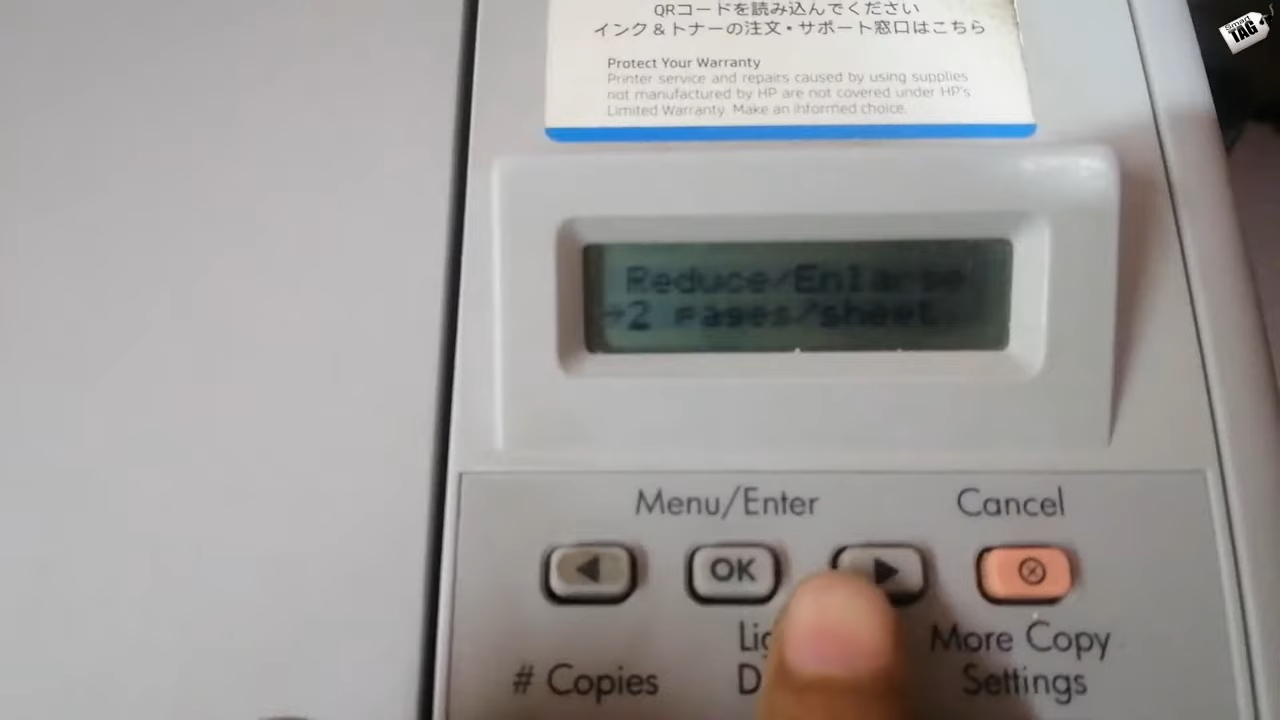 QRコードを読み込んでください
インク&トナーの注文・サポート窓口はこちら
Protect Your Warranty
Printer service and repairs caused by using supplies
not manufactured by HP are not covered under HP's
Limited Warranty. Make an informed choice.
Reduce/Enlarge
→2 pages/sheet
Menu/Enter
Cancel
OK
# Copies
More Copy
Settings
Smart
TAG